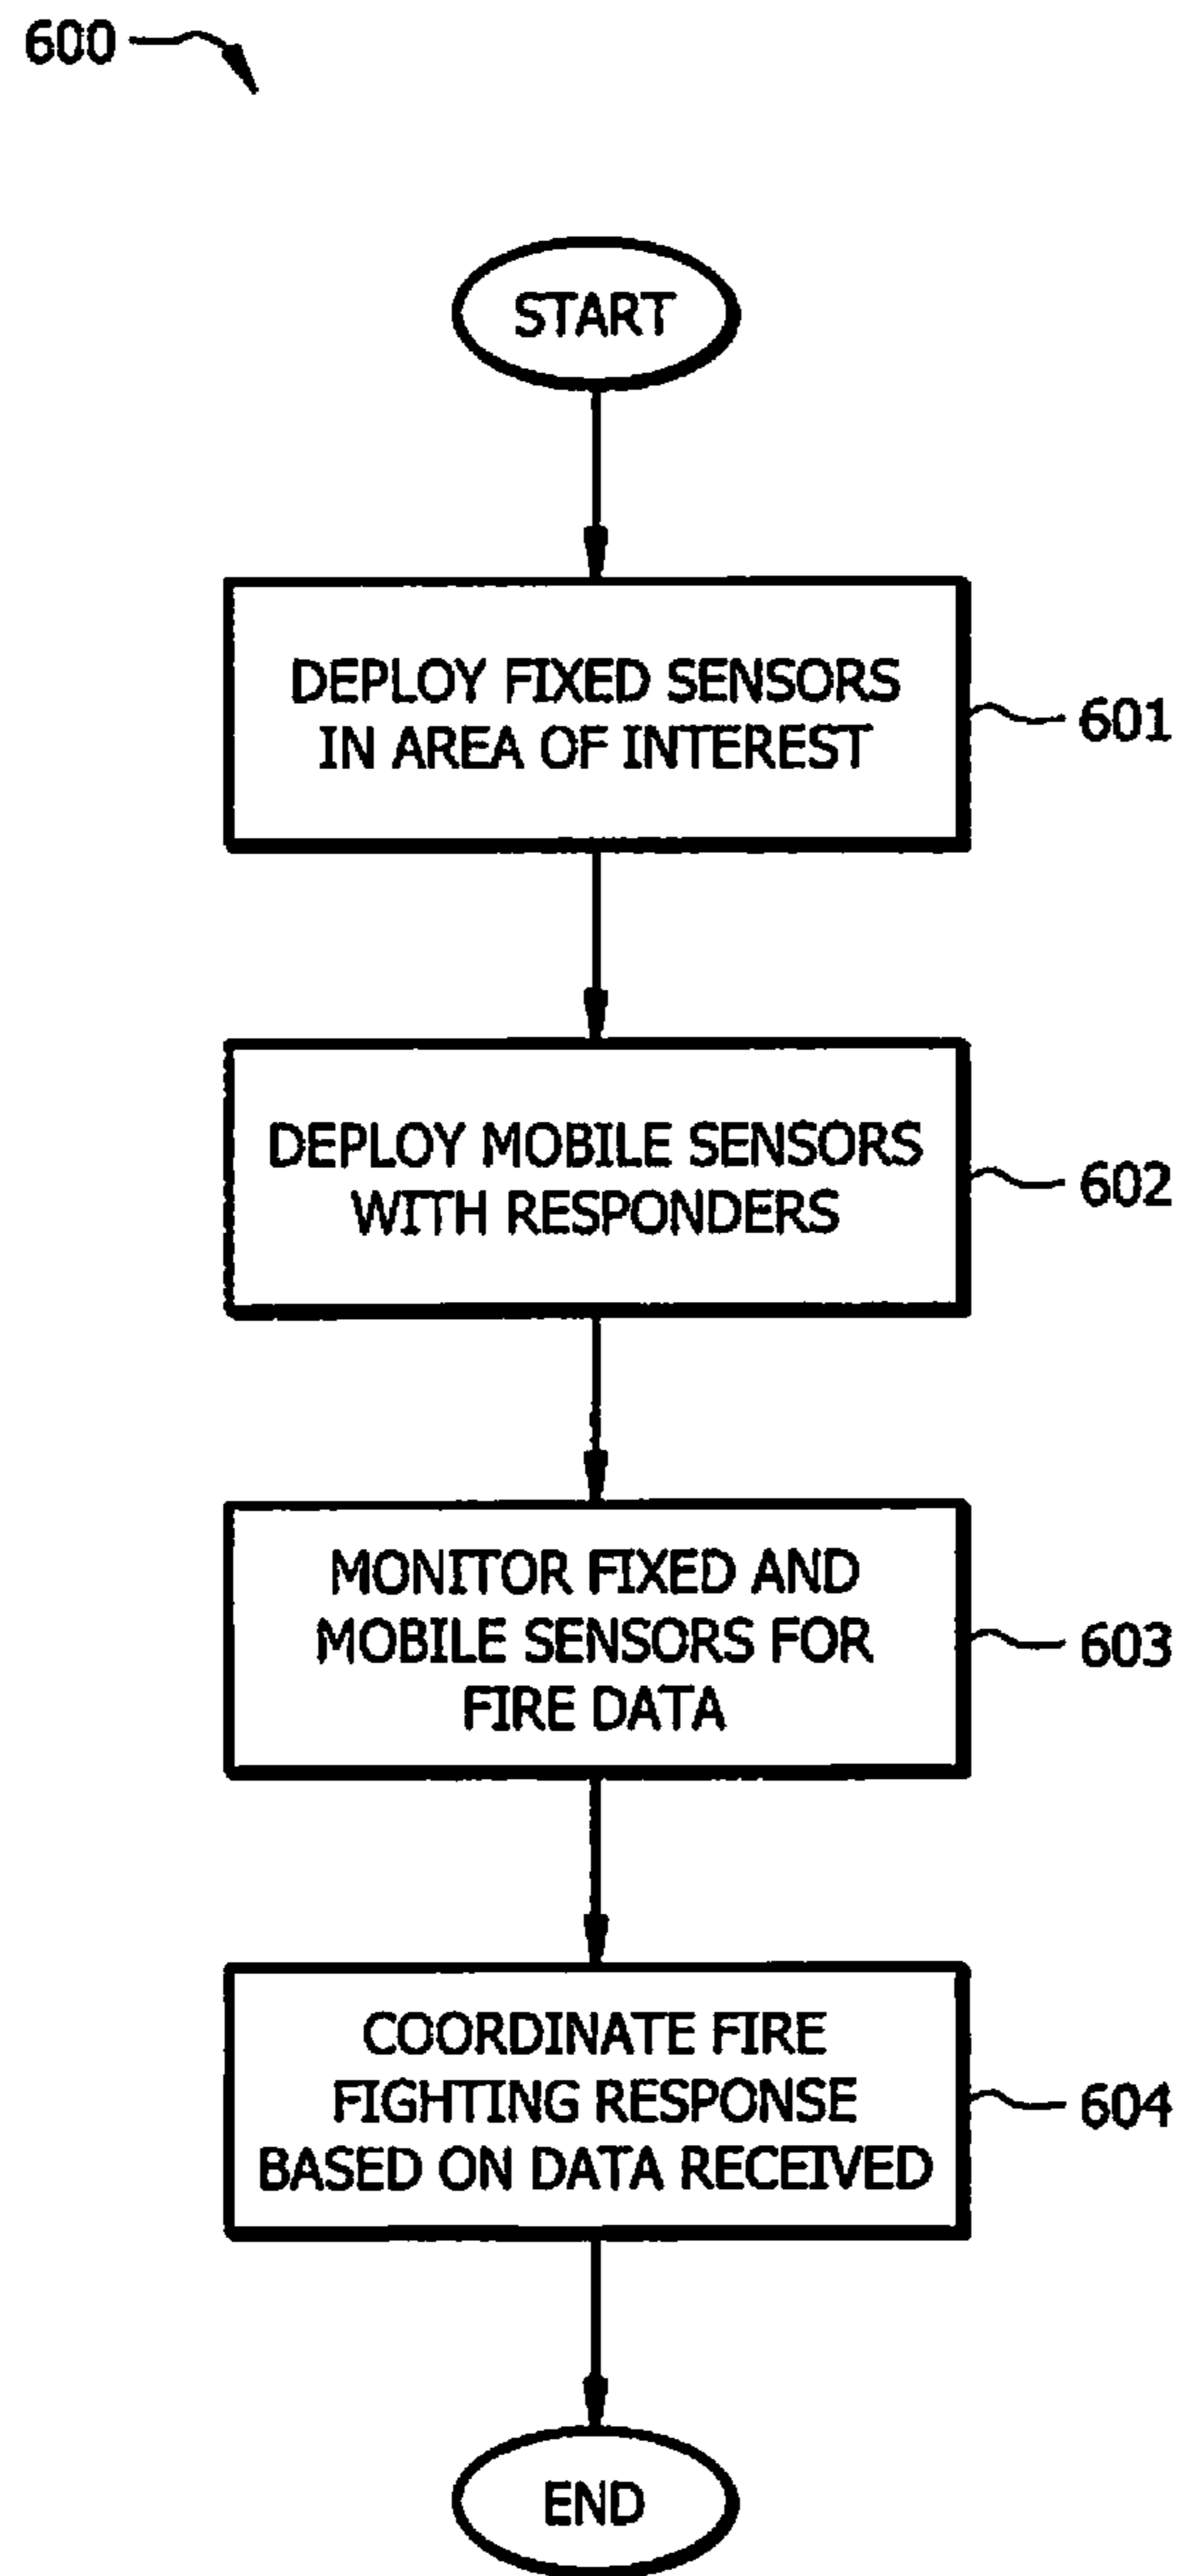 600
START
DEPLOY FIXED SENSORS
IN AREA OF INTEREST
601
DEPLOY MOBILE SENSORS
WITH RESPONDERS
602
MONITOR FIXED AND
MOBILE SENSORS FOR
FIRE DATA
603
COORDINATE FIRE
FIGHTING RESPONSE
BASED ON DATA RECEIVED
604
END